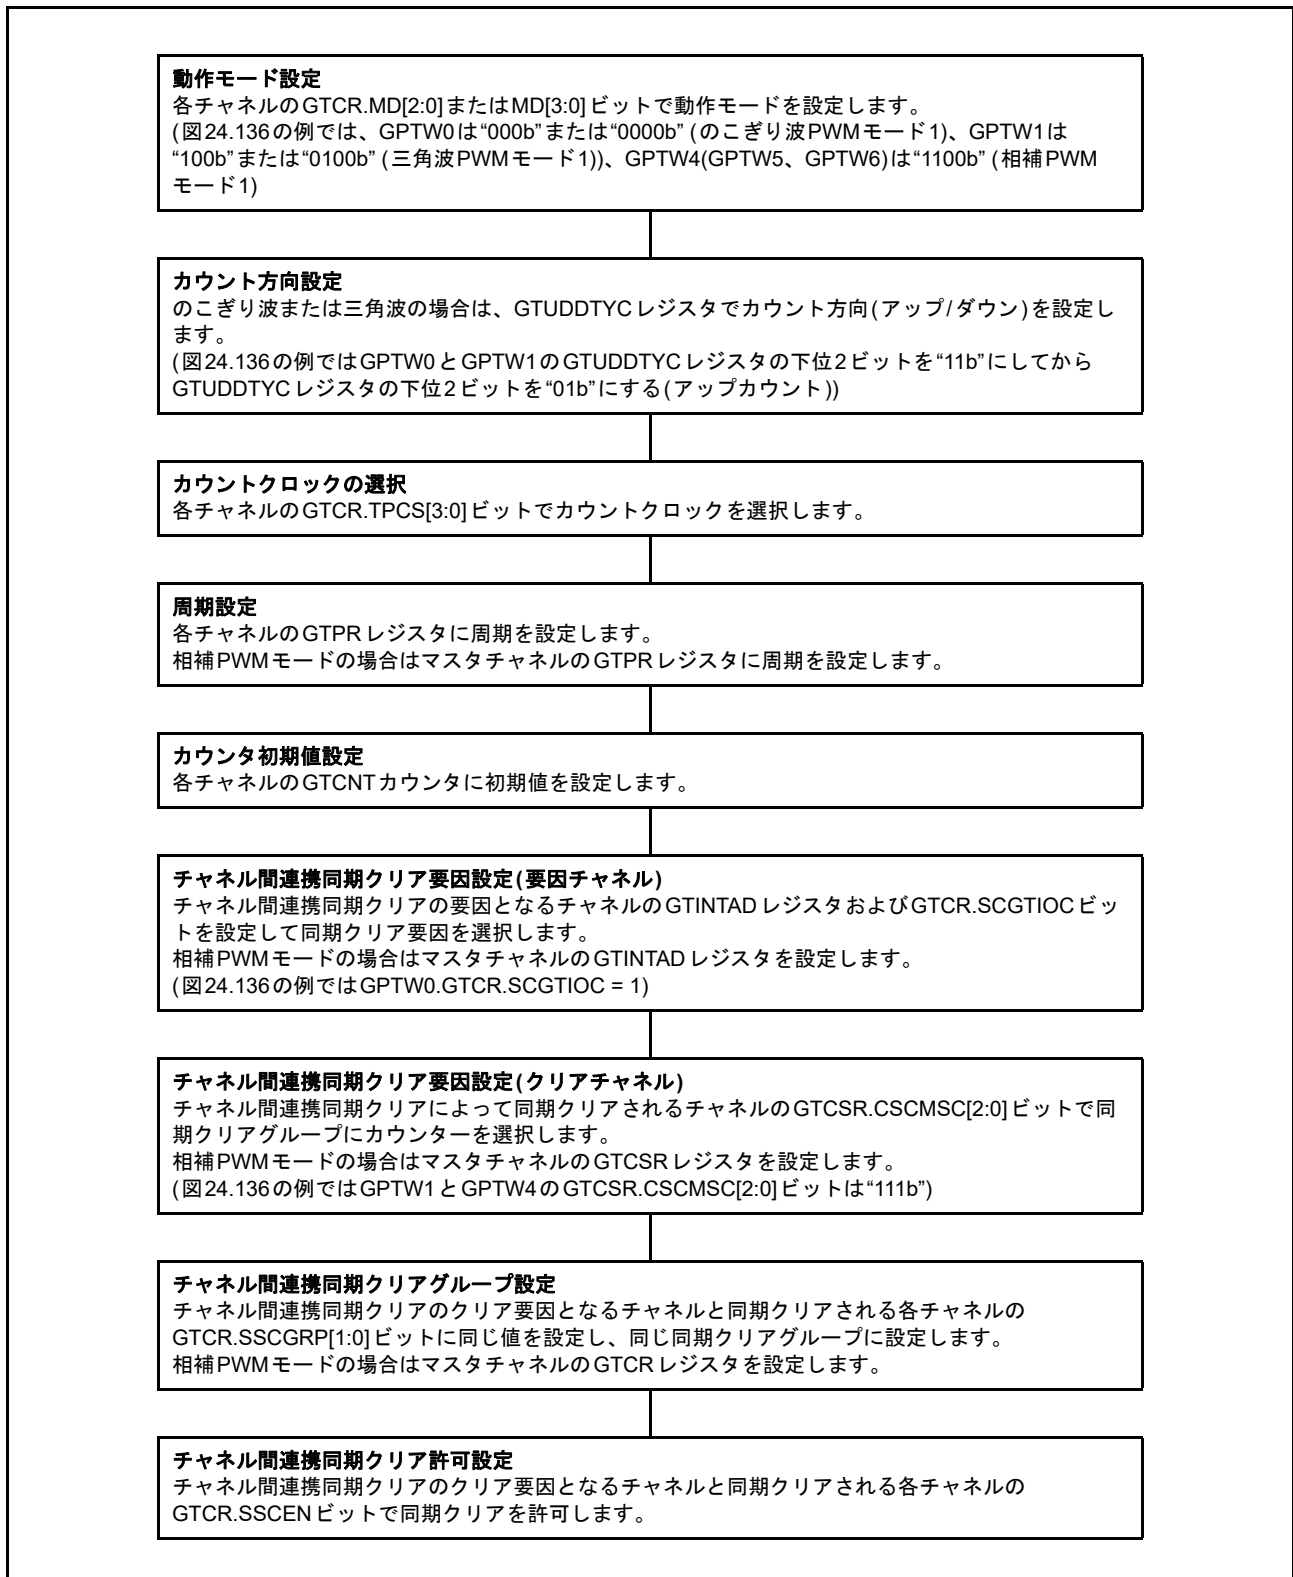 動作モード設定
各チャネルのGTCR.MD[2:0]またはMD[3:0]ビットで動作モードを設定します。
(図24.136の例では、GPTW0は“000b”または“0000b” (のこぎり波PWMモード1)、GPTW1は
“100b”または“0100b” (三角波PWMモード1))、GPTW4(GPTW5、GPTW6)は“1100b” (相補PWM
モード1)
カウント方向設定
のこぎり波または三角波の場合は、GTUDDTYCレジスタでカウント方向(アップ/ダウン)を設定し
ます。
(図24.136の例ではGPTW0とGPTW1のGTUDDTYCレジスタの下位2ビットを“11b”にしてから
GTUDDTYCレジスタの下位2ビットを“01b”にする(アップカウント))
カウントクロックの選択
各チャネルのGTCR.TPCS[3:0]ビットでカウントクロックを選択します。
周期設定
各チャネルのGTPRレジスタに周期を設定します。
相補PWMモードの場合はマスタチャネルのGTPRレジスタに周期を設定します。
カウンタ初期値設定
各チャネルのGTCNTカウンタに初期値を設定します。
チャネル間連携同期クリア要因設定(要因チャネル)
チャネル間連携同期クリアの要因となるチャネルのGTINTADレジスタおよびGTCR.SCGTIOCビッ
トを設定して同期クリア要因を選択します。
相補PWMモードの場合はマスタチャネルのGTINTADレジスタを設定します。
(図24.136の例ではGPTW0.GTCR.SCGTIOC = 1)
チャネル間連携同期クリア要因設定(クリアチャネル)
チャネル間連携同期クリアによって同期クリアされるチャネルのGTCSR.CSCMSC[2:0]ビットで同
期クリアグループにカウンターを選択します。
相補PWMモードの場合はマスタチャネルのGTCSRレジスタを設定します。
(図24.136の例ではGPTW1とGPTW4のGTCSR.CSCMSC[2:0]ビットは“111b”)
チャネル間連携同期クリアグループ設定
チャネル間連携同期クリアのクリア要因となるチャネルと同期クリアされる各チャネルの
GTCR.SSCGRP[1:0]ビットに同じ値を設定し、同じ同期クリアグループに設定します。
相補PWMモードの場合はマスタチャネルのGTCRレジスタを設定します。
チャネル間連携同期クリア許可設定
チャネル間連携同期クリアのクリア要因となるチャネルと同期クリアされる各チャネルの
GTCR.SSCENビットで同期クリアを許可します。